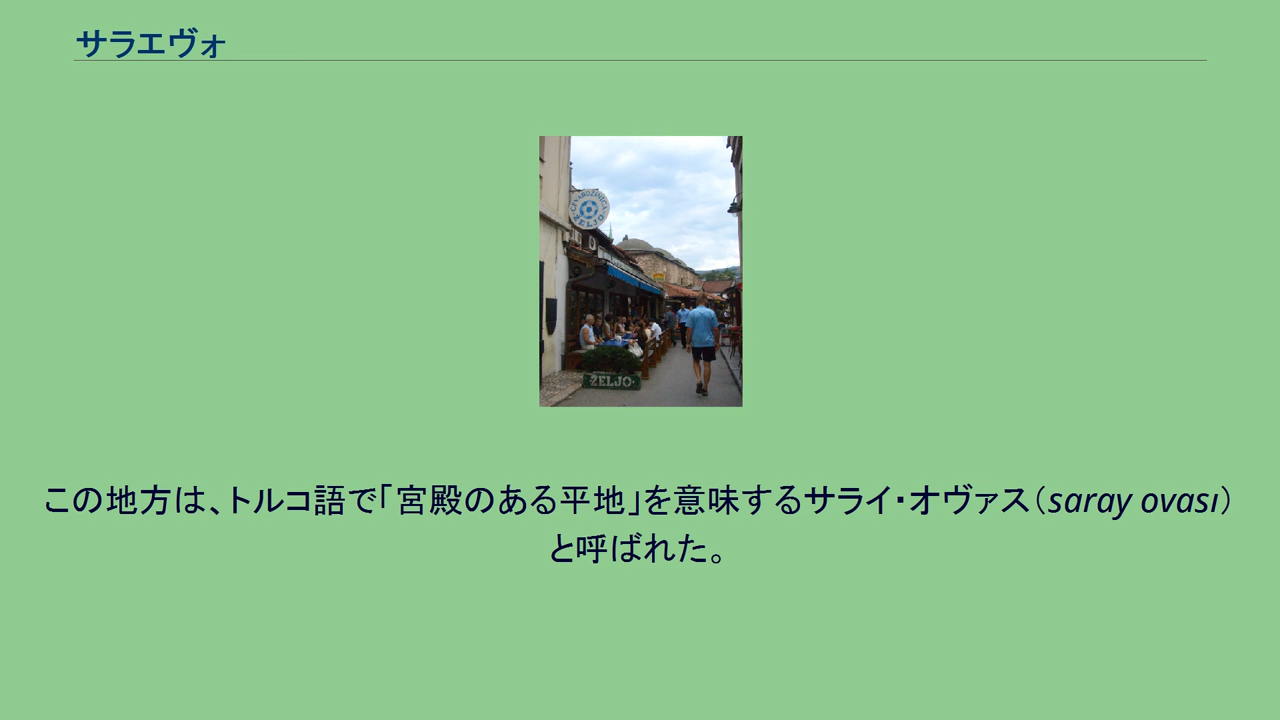 サラエヴォ
ĆEVABDŽINICA
ŽELJO
ŽELJO
この地方は、トルコ語で「宮殿のある平地」を意味するサライ・オヴァス（saray ovası）
と呼ばれた。